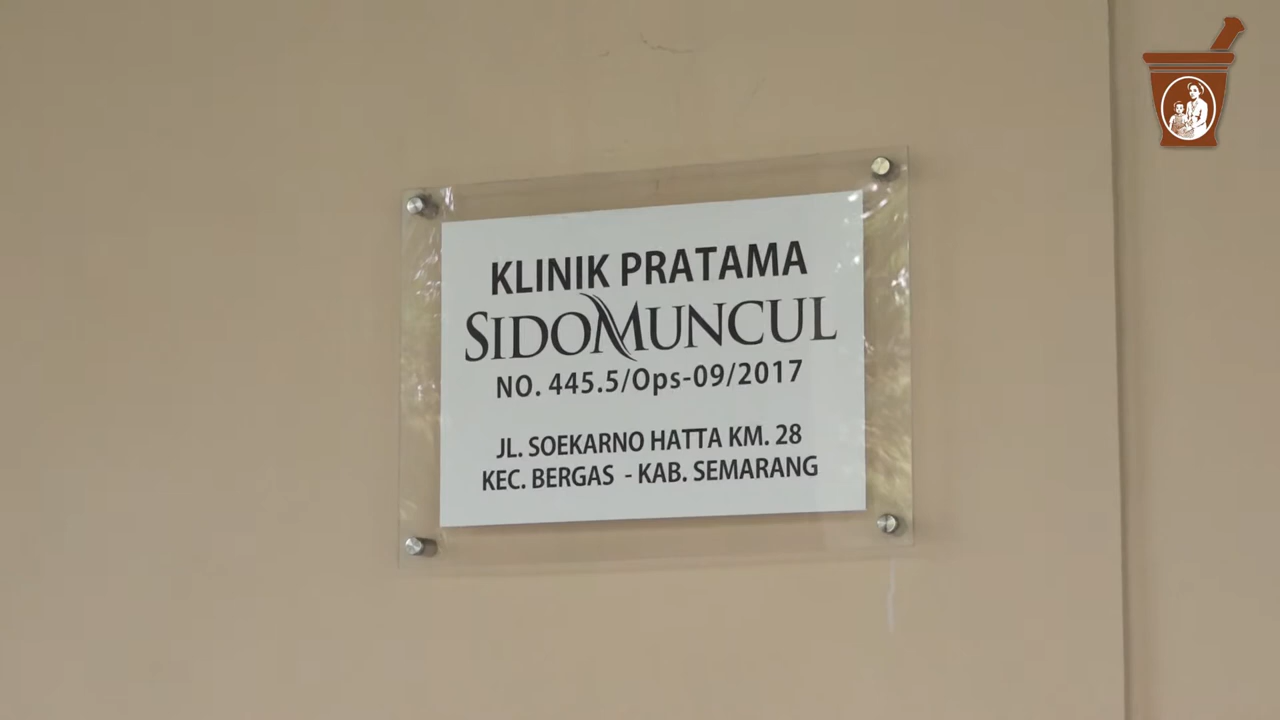 KLINIK PRATAMA
SIDOMUNCUL
NO. 445.5/Ops-09/2017
JL. SOEKARNO HATTA KM. 28
KEC. BERGAS - KAB. SEMARANG